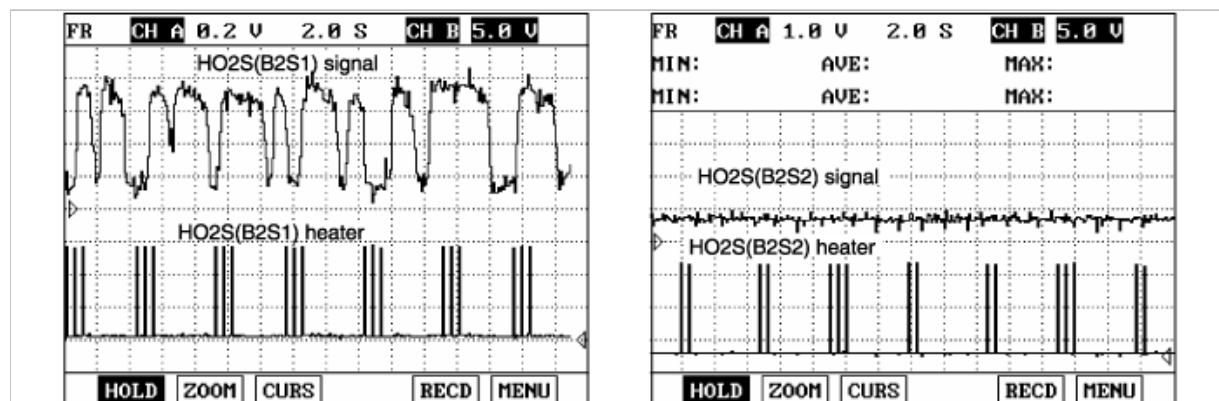 FR CH A 0.2 V 2.0 S CH B 5.0 V
HO2S(B2S1) signal
HO2S(B2S1) heater
HOLD ZOOM CURS RECD MENU
FR CH A 1.0 V 2.0 S CH B 5.0 V
MIN: AVE: MAX:
MIN: AVE: MAX:
HO2S(B2S2) signal
HO2S(B2S2) heater
HOLD ZOOM CURS RECD MENU